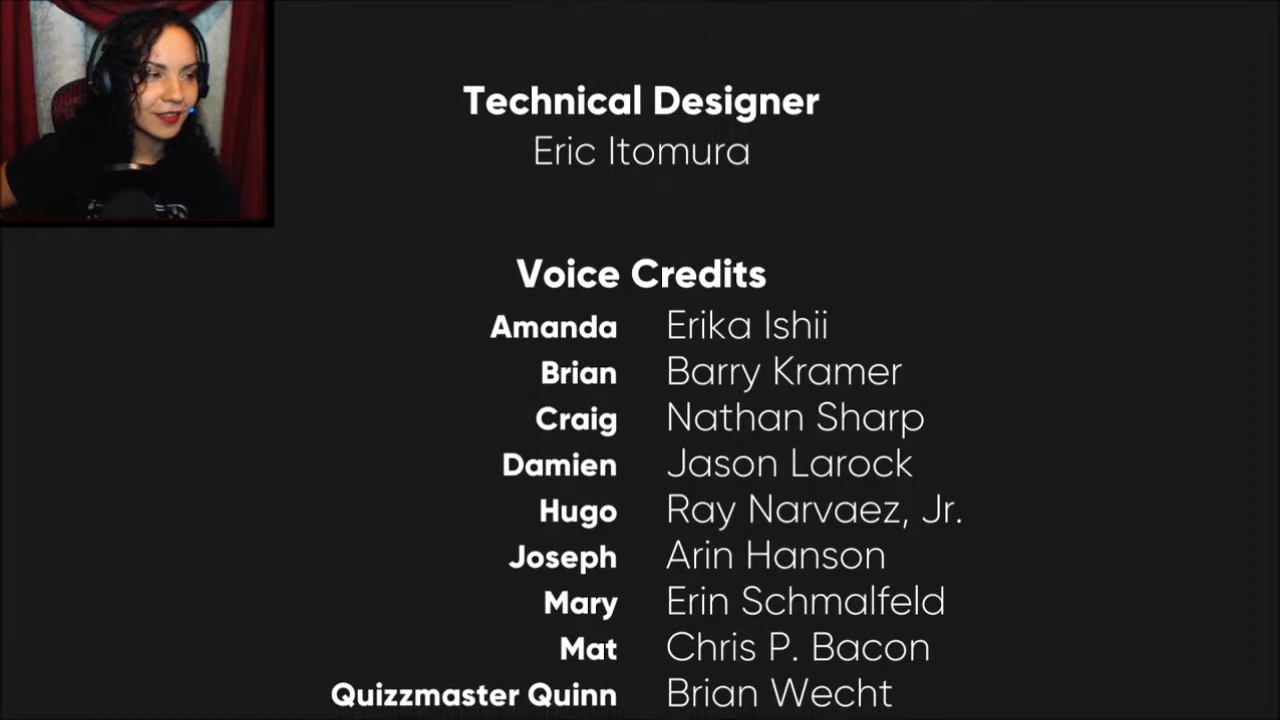 Technical Designer
Eric Itomura
Voice Credits
Amanda Erika Ishii
Brian Barry Kramer
Craig Nathan Sharp
Damien Jason Larock
Hugo Ray Narvaez, Jr.
Joseph Arin Hanson
Mary Erin Schmalfeld
Mat Chris P. Bacon
Quizzmaster Quinn Brian Wecht